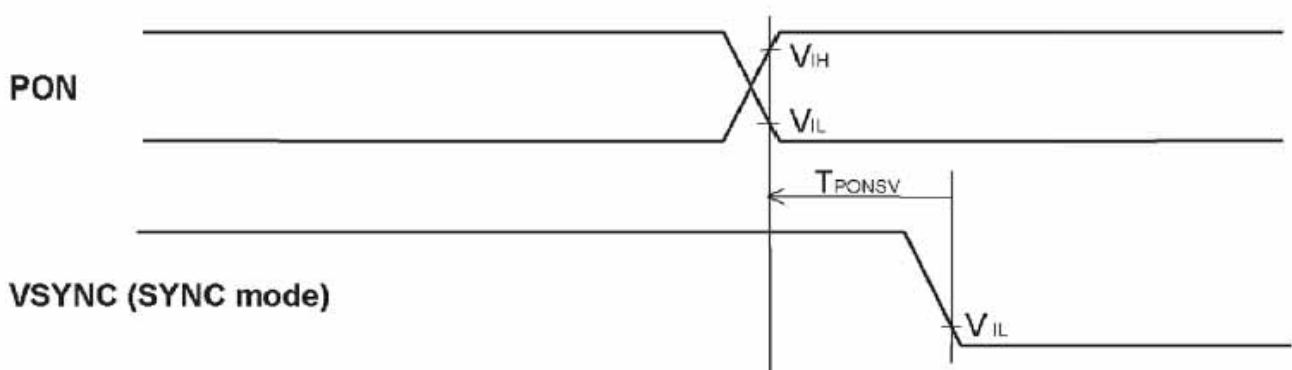 PON
VIH
VIL
TPONSV
VSYNC (SYNC mode)
VIL